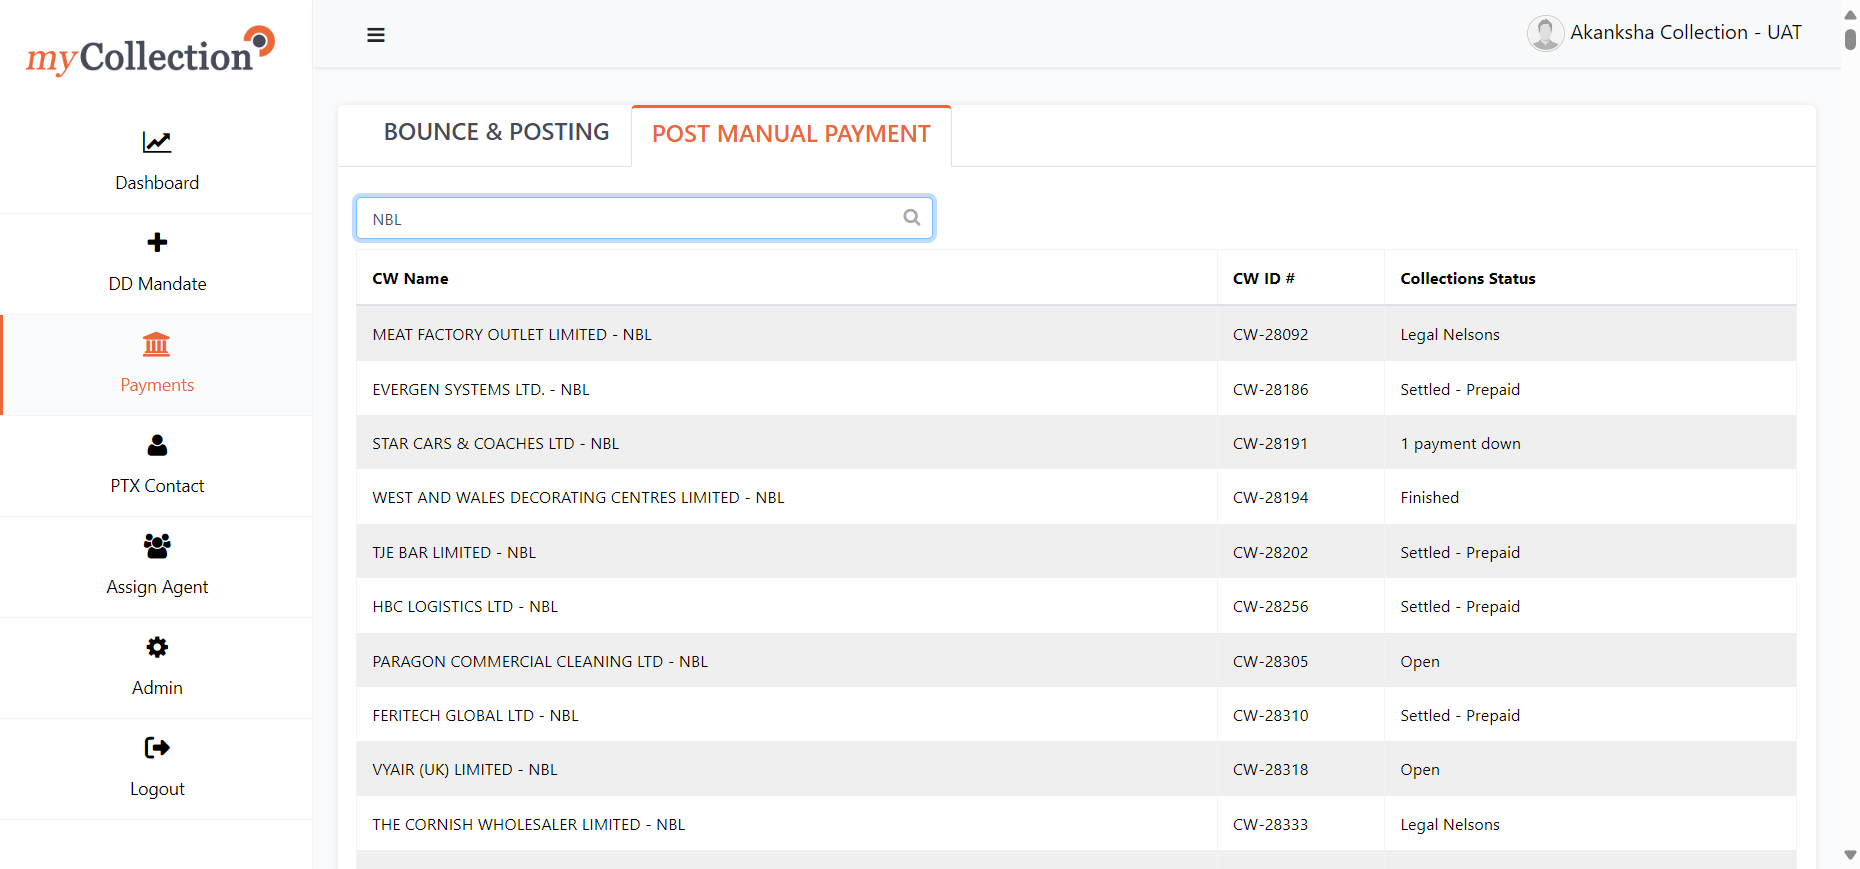 myCollection
Akanksha Collection - UAT
Dashboard
DD Mandate
Payments
PTX Contact
Assign Agent
Admin
Logout
BOUNCE & POSTING
POST MANUAL PAYMENT
NBL
CW Name CW ID # Collections Status
MEAT FACTORY OUTLET LIMITED - NBL CW-28092 Legal Nelsons
EVERGEN SYSTEMS LTD. - NBL CW-28186 Settled - Prepaid
STAR CARS & COACHES LTD - NBL CW-28191 1 payment down
WEST AND WALES DECORATING CENTRES LIMITED - NBL CW-28194 Finished
TJE BAR LIMITED - NBL CW-28202 Settled - Prepaid
HBC LOGISTICS LTD - NBL CW-28256 Settled - Prepaid
PARAGON COMMERCIAL CLEANING LTD - NBL CW-28305 Open
FERITECH GLOBAL LTD - NBL CW-28310 Settled - Prepaid
VYAIR (UK) LIMITED - NBL CW-28318 Open
THE CORNISH WHOLESALER LIMITED - NBL CW-28333 Legal Nelsons